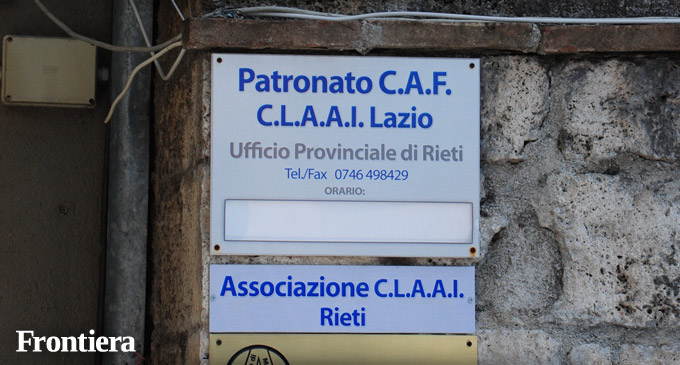 Patronato C.A.F.
C.L.A.A.I. Lazio
Ufficio Provinciale di Rieti
Tel./Fax 0746 498429
ORARIO:
Associazione C.L.A.A.I.
Rieti
Frontiera